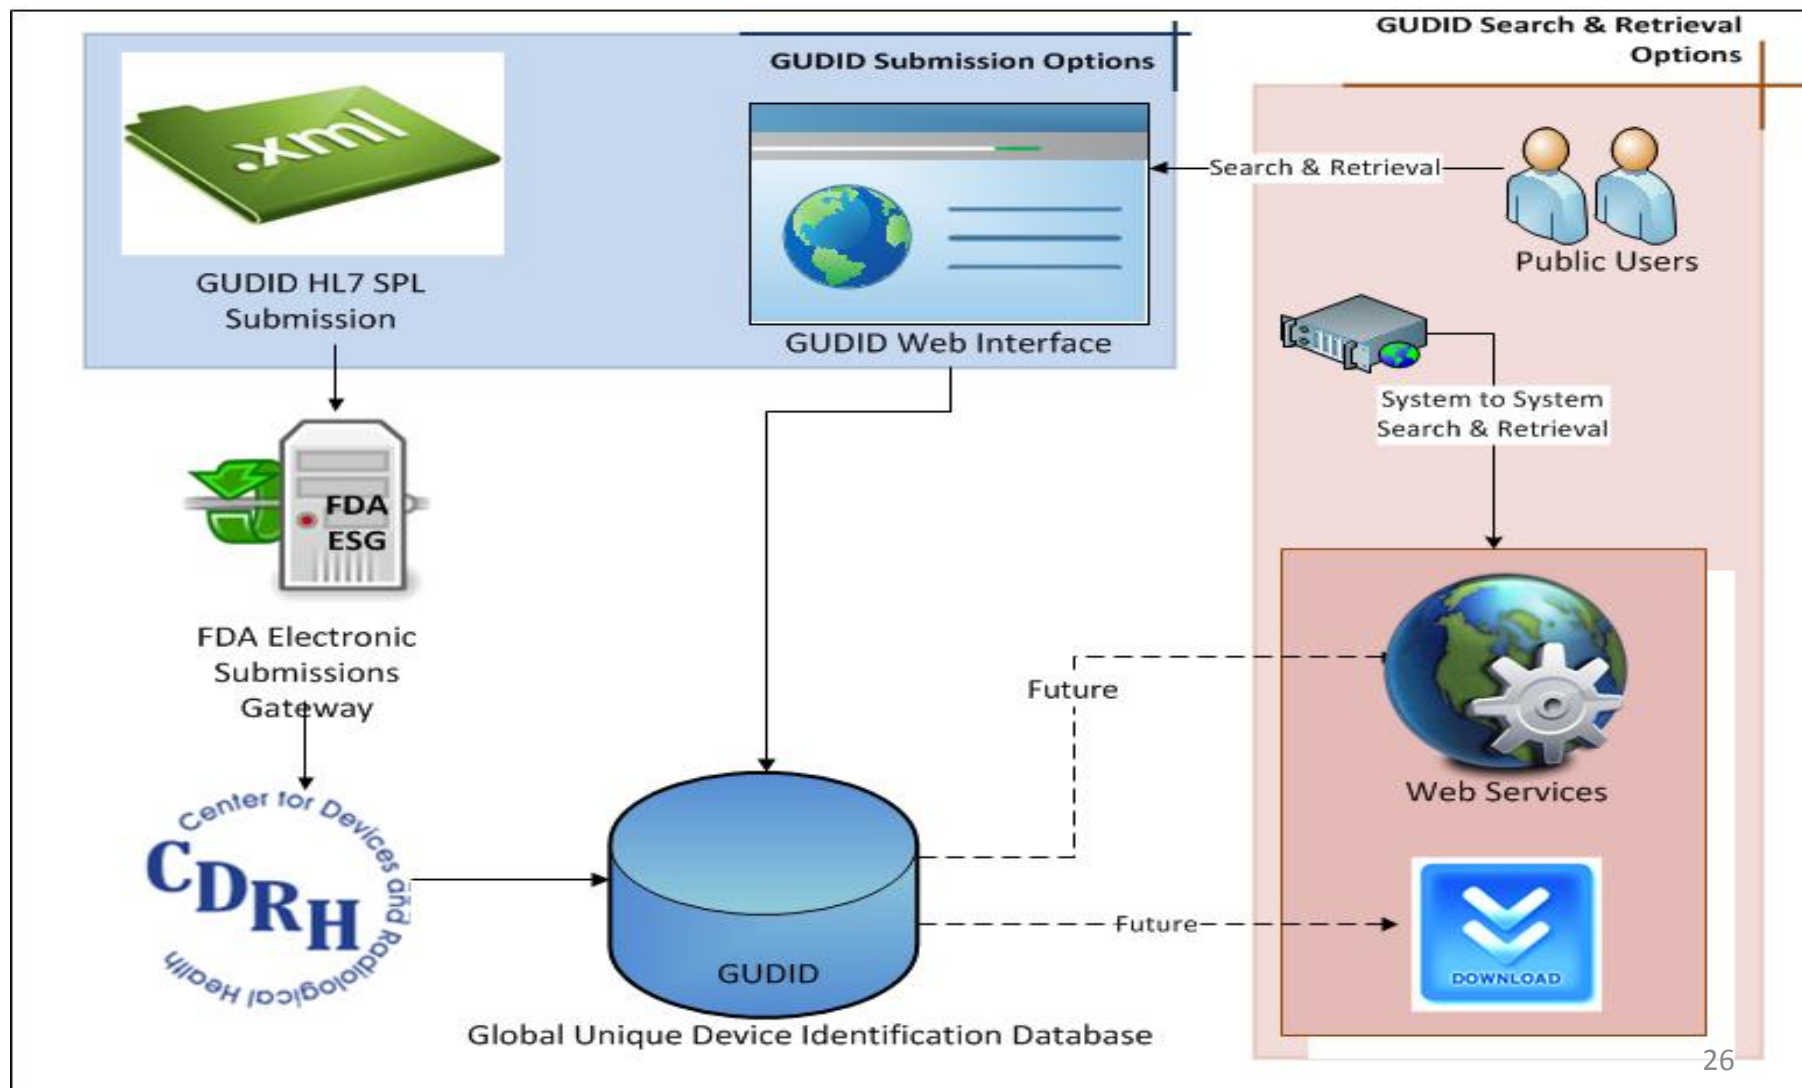 GUDID Submission Options
GUDID Search & Retrieval
Options
.xml
GUDID HL7 SPL
Submission
GUDID Web Interface
Search & Retrieval
Public Users
System to System
Search & Retrieval
FDA
ESG
FDA Electronic
Submissions
Gateway
Center for Devices and Radiological Health
CDRH
GUDID
Global Unique Device Identification Database
Future
Future
Web Services
DOWNLOAD
26